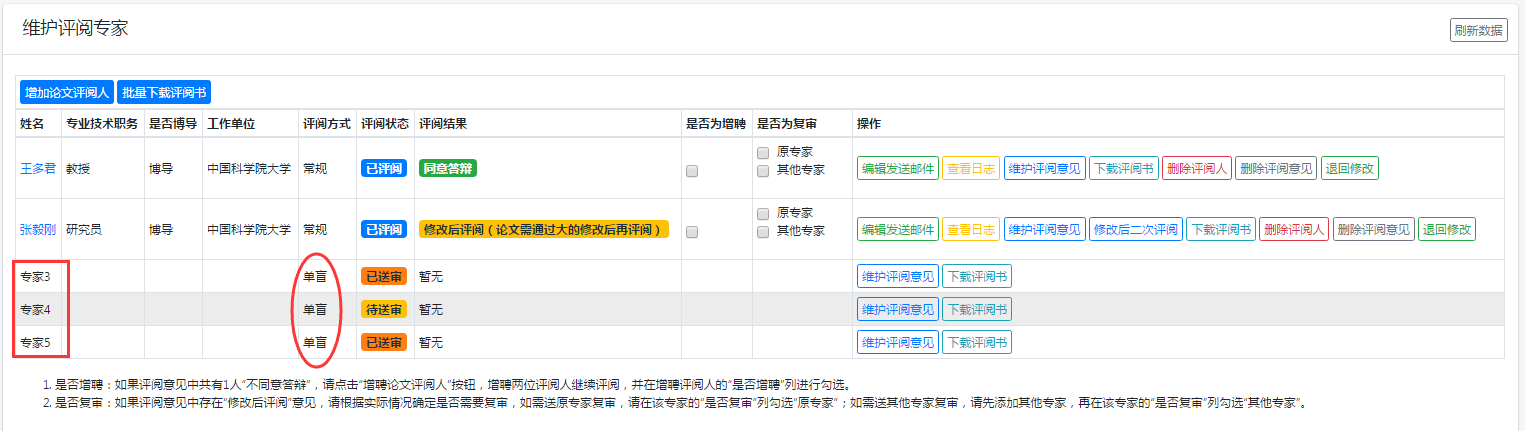 维护评阅专家
刷新数据
增加论文评阅人 批量下载评阅书
姓名 专业技术职务 是否博导 工作单位 评阅方式 评阅状态 评阅结果 是否为增聘 是否为复审 操作
王多君 教授 博导 中国科学院大学 常规 已评阅 同意答辩 原专家 其他专家 编辑发送邮件 查看日志 维护评阅意见 下载评阅书 删除评阅人 删除评阅意见 退回修改
张毅刚 研究员 博导 中国科学院大学 常规 已评阅 修改后评阅（论文需通过大的修改后再评阅） 原专家 其他专家 编辑发送邮件 查看日志 维护评阅意见 修改后二次评阅 下载评阅书 删除评阅人 删除评阅意见 退回修改
专家3 单盲 已送审 暂无 维护评阅意见 下载评阅书
专家4 单盲 待送审 暂无 维护评阅意见 下载评阅书
专家5 单盲 已送审 暂无 维护评阅意见 下载评阅书
1. 是否增聘：如果评阅意见中共有1人“不同意答辩”，请点击“增聘论文评阅人”按钮，增聘两位评阅人继续评阅，并在增聘评阅人的“是否增聘”列进行勾选。
2. 是否复审：如果评阅意见中存在“修改后评阅”意见，请根据实际情况确定是否需要复审，如需送原专家复审，请在该专家的“是否复审”列勾选“原专家”；如需送其他专家复审，请先添加其他专家，再在该专家的“是否复审”列勾选“其他专家”。